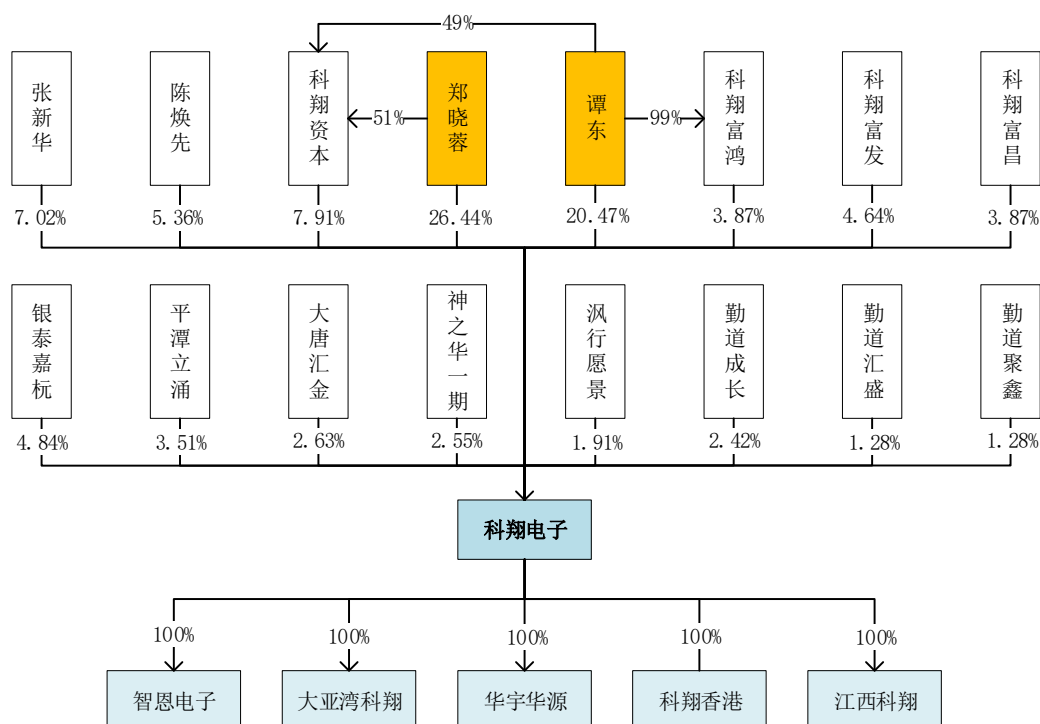 49%
张新华
陈焕先
科翔资本
51%
郑晓蓉
谭东
99%
科翔富鸿
科翔富发
科翔富昌
7.02%
5.36%
7.91%
26.44%
20.47%
3.87%
4.64%
3.87%
银泰嘉杬
平潭立涌
大唐汇金
神之华一期
沨行愿景
勤道成长
勤道汇盛
勤道聚鑫
4.84%
3.51%
2.63%
2.55%
1.91%
2.42%
1.28%
1.28%
科翔电子
100%
100%
100%
100%
100%
智恩电子
大亚湾科翔
华宇华源
科翔香港
江西科翔